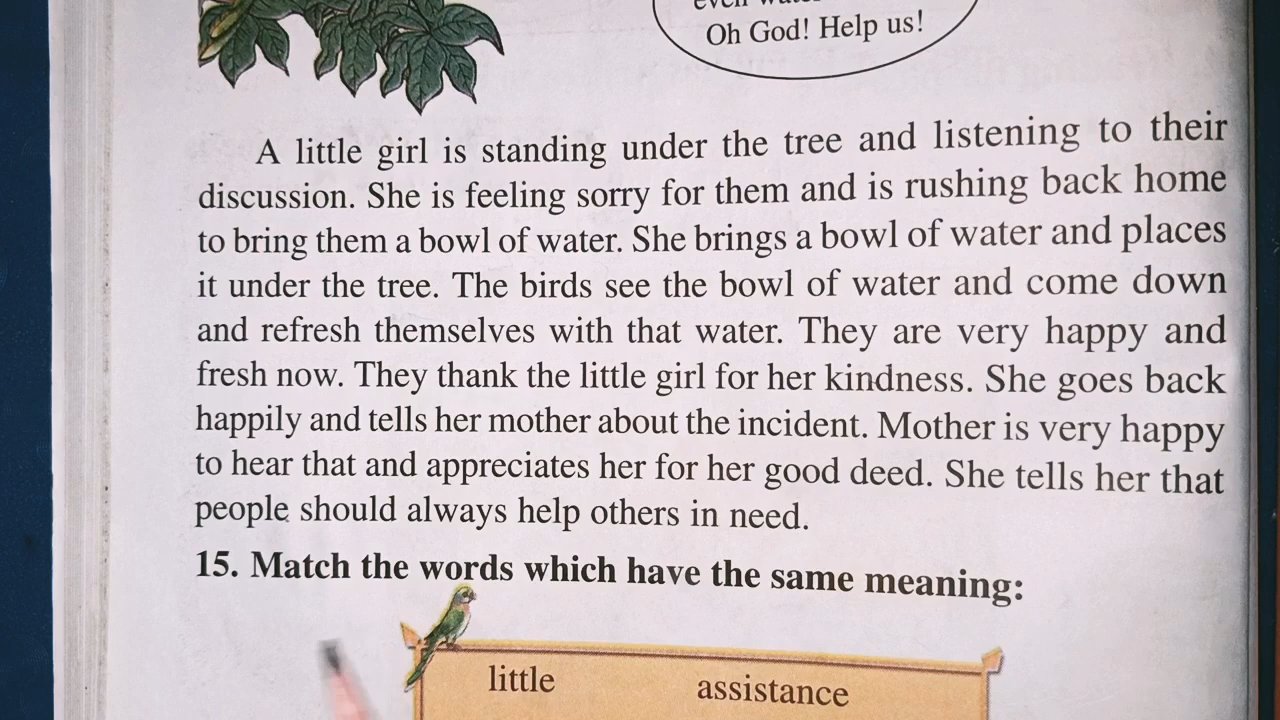 even
Oh God! Help us!
A little girl is standing under the tree and listening to their
discussion. She is feeling sorry for them and is rushing back home
to bring them a bowl of water. She brings a bowl of water and places
it under the tree. The birds see the bowl of water and come down
and refresh themselves with that water. They are very happy and
fresh now. They thank the little girl for her kindness. She goes back
happily and tells her mother about the incident. Mother is very happy
to hear that and appreciates her for her good deed. She tells her that
people should always help others in need.
15. Match the words which have the same meaning:
little assistance